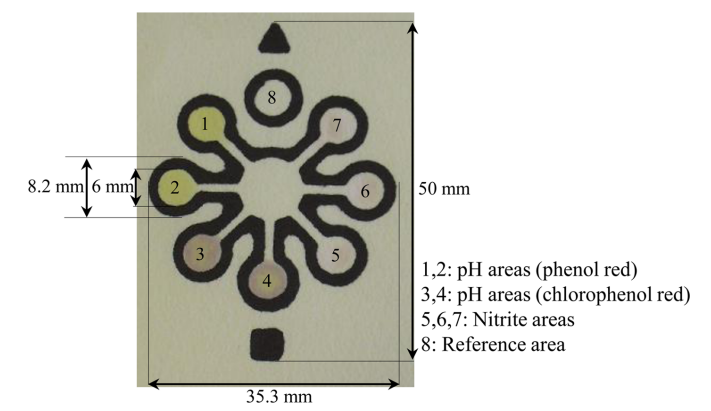 8
1
7
8.2 mm
6 mm
2
6
50 mm
3
5
4
1,2: pH areas (phenol red)
3,4: pH areas (chlorophenol red)
5,6,7: Nitrite areas
8: Reference area
35.3 mm